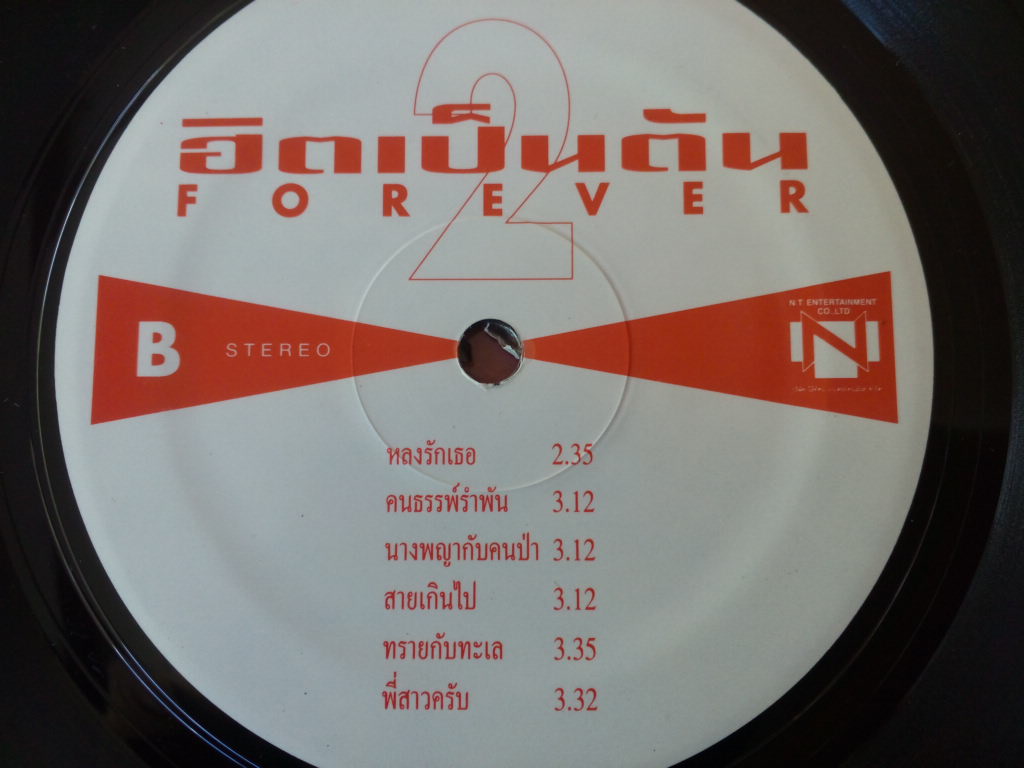 2
ฮิตเป็นตัน
FOREVER
B
STEREO
N.T. ENTERTAINMENT
CO.,LTD
N
หลงรักเธอ 2.35
คนธรรพ์รำพัน 3.12
นางพญากับคนป่า 3.12
สายเกินไป 3.12
ทรายกับทะเล 3.35
พี่สาวครับ 3.32